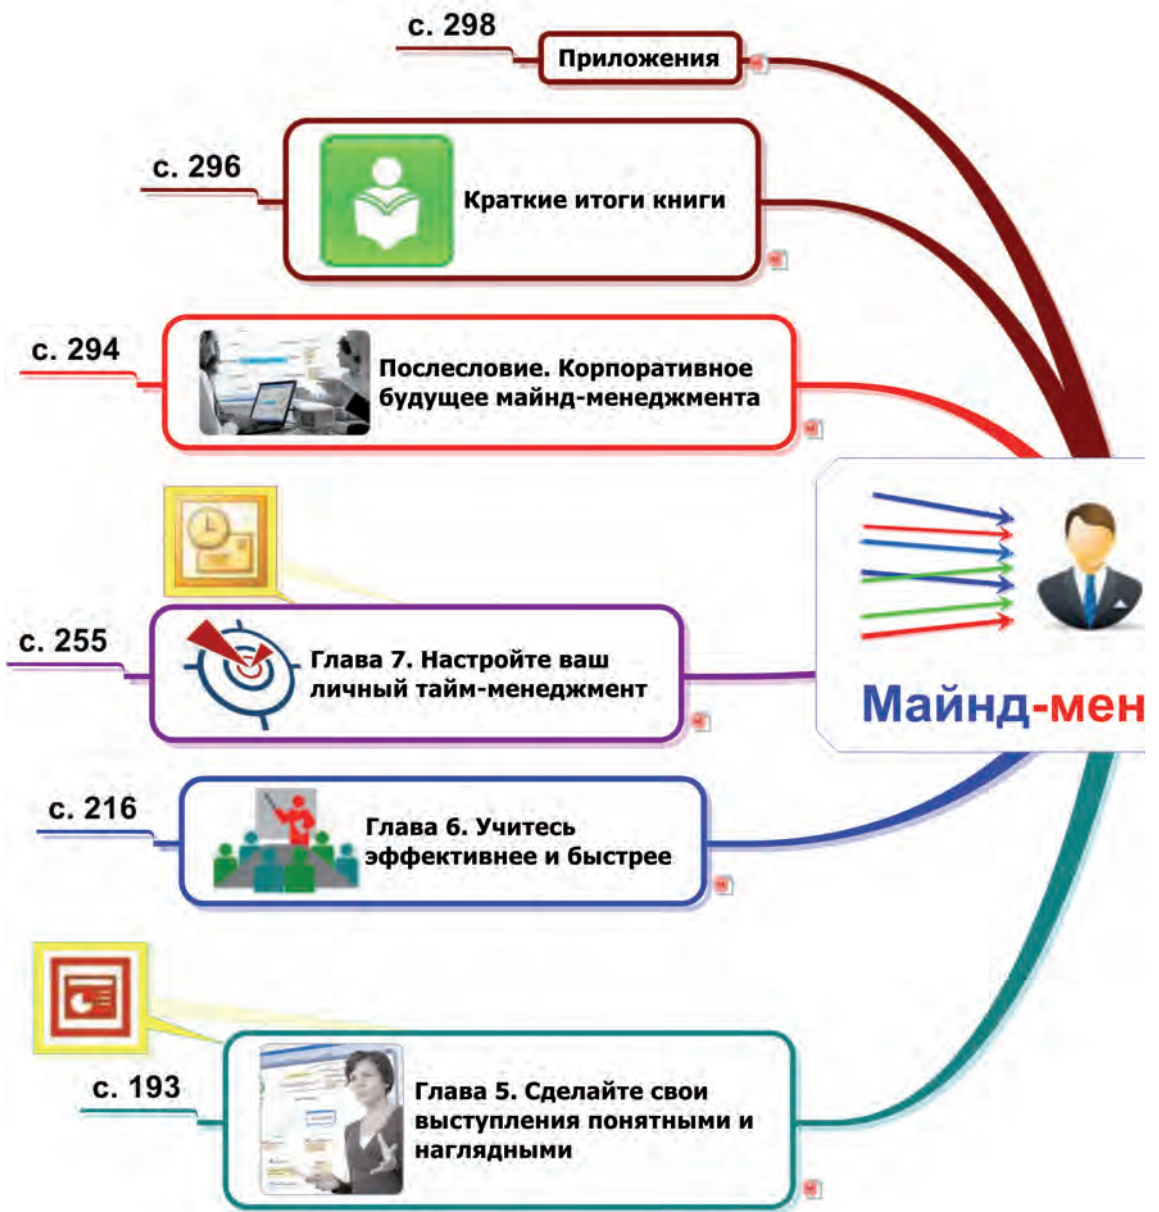 с. 298
Приложения
с. 296
Краткие итоги книги
с. 294
Послесловие. Корпоративное
будущее майнд-менеджмента
с. 255
Глава 7. Настройте ваш
личный тайм-менеджмент
Майнд-мен
с. 216
Глава 6. Учитесь
эффективнее и быстрее
с. 193
Глава 5. Сделайте свои
выступления понятными и
наглядными